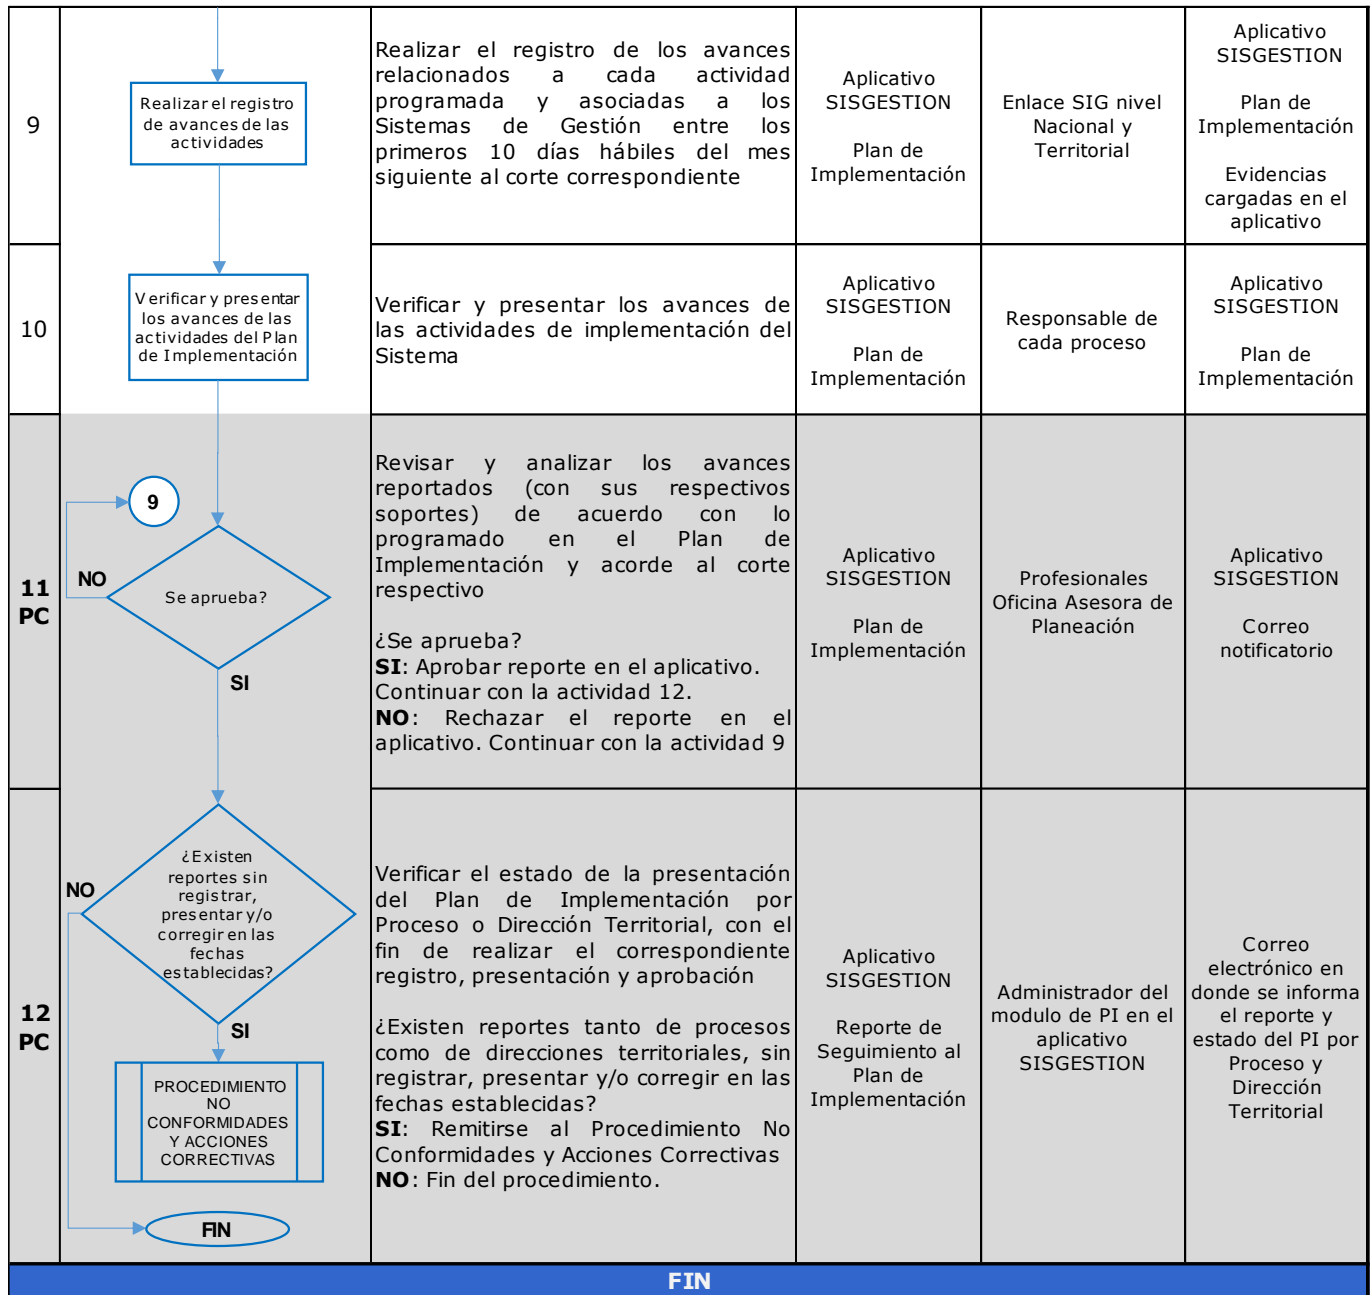 9
Realizar el registro
de avances de las
actividades
Realizar el registro de los avances
relacionados a cada actividad
programada y asociadas a los
Sistemas de Gestión entre los
primeros 10 días hábiles del mes
siguiente al corte correspondiente
Aplicativo
SISGESTION
Plan de
Implementación
Enlace SIG nivel
Nacional y
Territorial
Aplicativo
SISGESTION
Plan de
Implementación
Evidencias
cargadas en el
aplicativo
10
Verificar y presentar
los avances de las
actividades del Plan
de Implementación
Verificar y presentar los avances de
las actividades de implementación del
Sistema
Aplicativo
SISGESTION
Plan de
Implementación
Responsable de
cada proceso
Aplicativo
SISGESTION
Plan de
Implementación
11
PC
9
NO
Se aprueba?
SI
Revisar y analizar los avances
reportados (con sus respectivos
soportes) de acuerdo con lo
programado en el Plan de
Implementación y acorde al corte
respectivo
¿Se aprueba?
SI: Aprobar reporte en el aplicativo.
Continuar con la actividad 12.
NO: Rechazar el reporte en el
aplicativo. Continuar con la actividad 9
Aplicativo
SISGESTION
Plan de
Implementación
Profesionales
Oficina Asesora de
Planeación
Aplicativo
SISGESTION
Correo
notificatorio
12
PC
NO
¿Existen
reportes sin
registrar,
presentar y/o
corregir en las
fechas
establecidas?
SI
PROCEDIMIENTO
NO
CONFORMIDADES
Y ACCIONES
CORRECTIVAS
FIN
Verificar el estado de la presentación
del Plan de Implementación por
Proceso o Dirección Territorial, con el
fin de realizar el correspondiente
registro, presentación y aprobación
¿Existen reportes tanto de procesos
como de direcciones territoriales, sin
registrar, presentar y/o corregir en las
fechas establecidas?
SI: Remitirse al Procedimiento No
Conformidades y Acciones Correctivas
NO: Fin del procedimiento.
Aplicativo
SISGESTION
Reporte de
Seguimiento al
Plan de
Implementación
Administrador del
modulo de PI en el
aplicativo
SISGESTION
Correo
electrónico en
donde se informa
el reporte y
estado del PI por
Proceso y
Dirección
Territorial
FIN